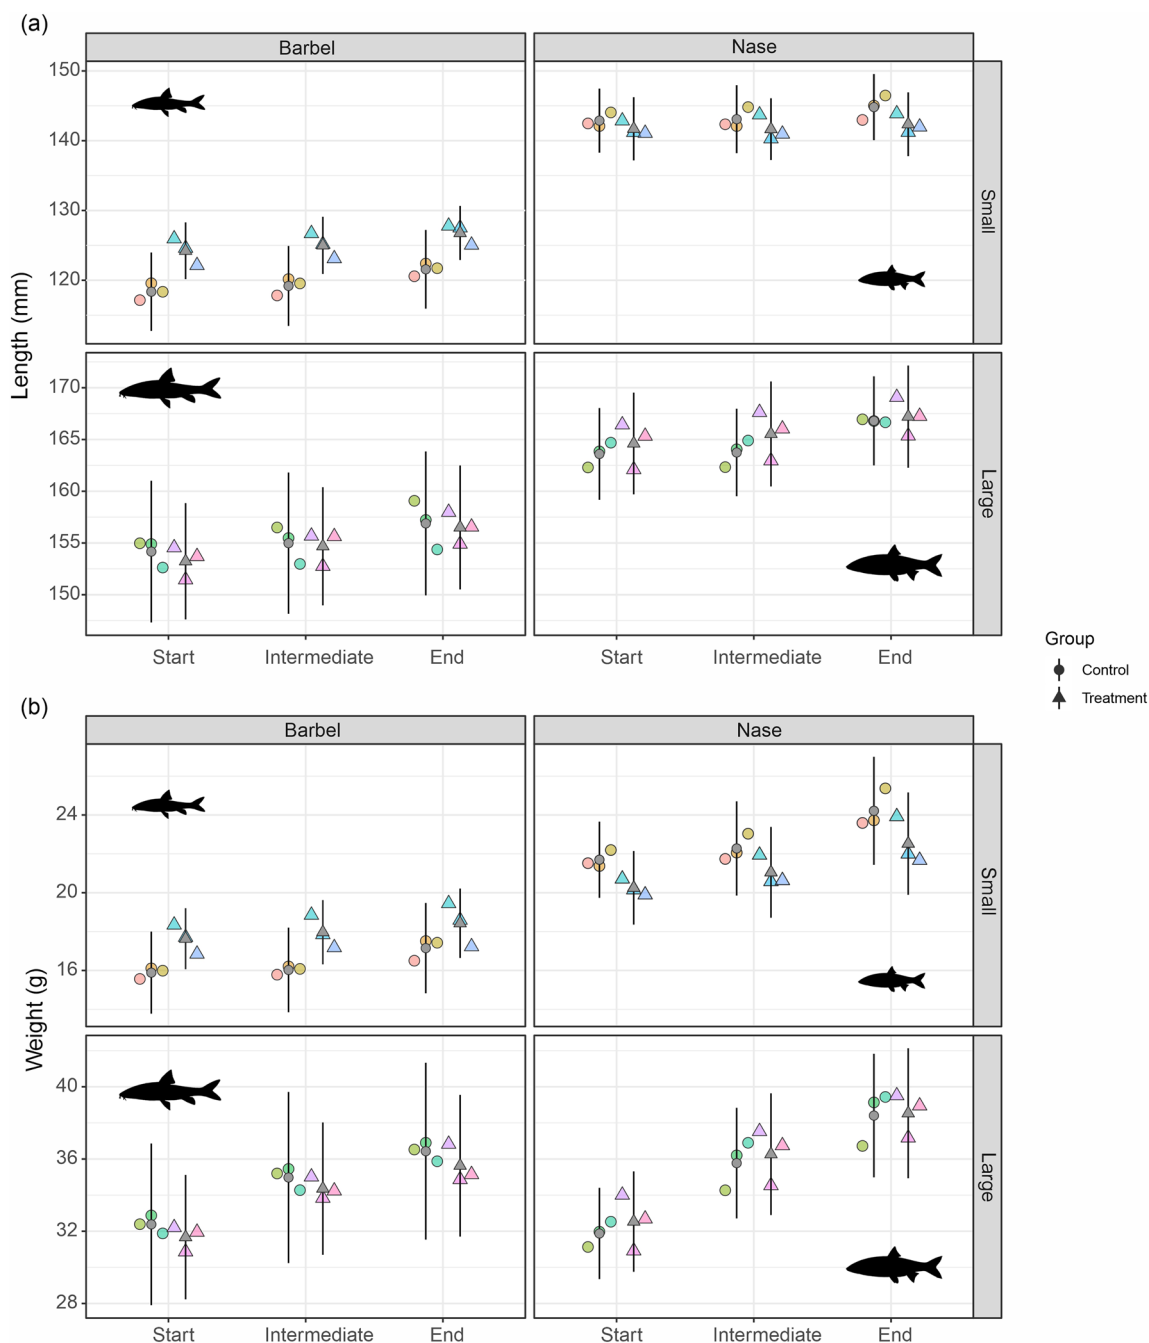 (a)
Barbel
Nase
150
140
130
120
Small
Length (mm)
170
165
160
155
150
Large
Start
Intermediate
End
Start
Intermediate
End
Group
Control
Treatment
(b)
Barbel
Nase
24
20
16
Small
Weight (g)
40
36
32
28
Large
Start
Intermediate
End
Start
Intermediate
End